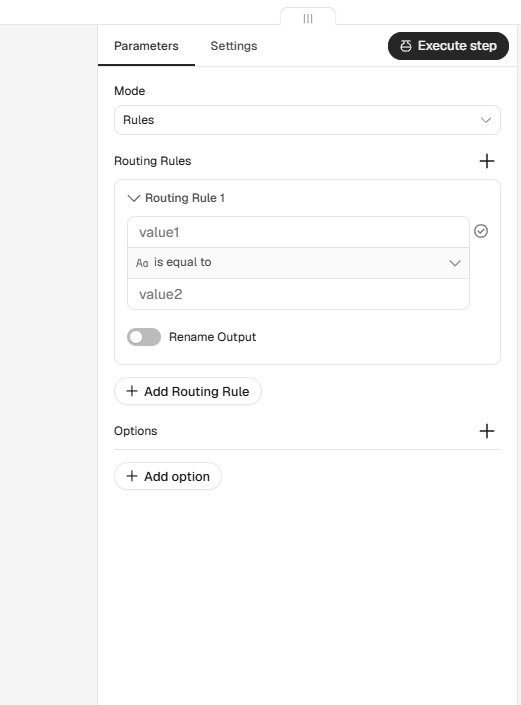 Parameters
Settings
Execute step
Mode
Rules
Routing Rules
Routing Rule 1
value1
Aa is equal to
value2
Rename Output
+ Add Routing Rule
Options
+ Add option